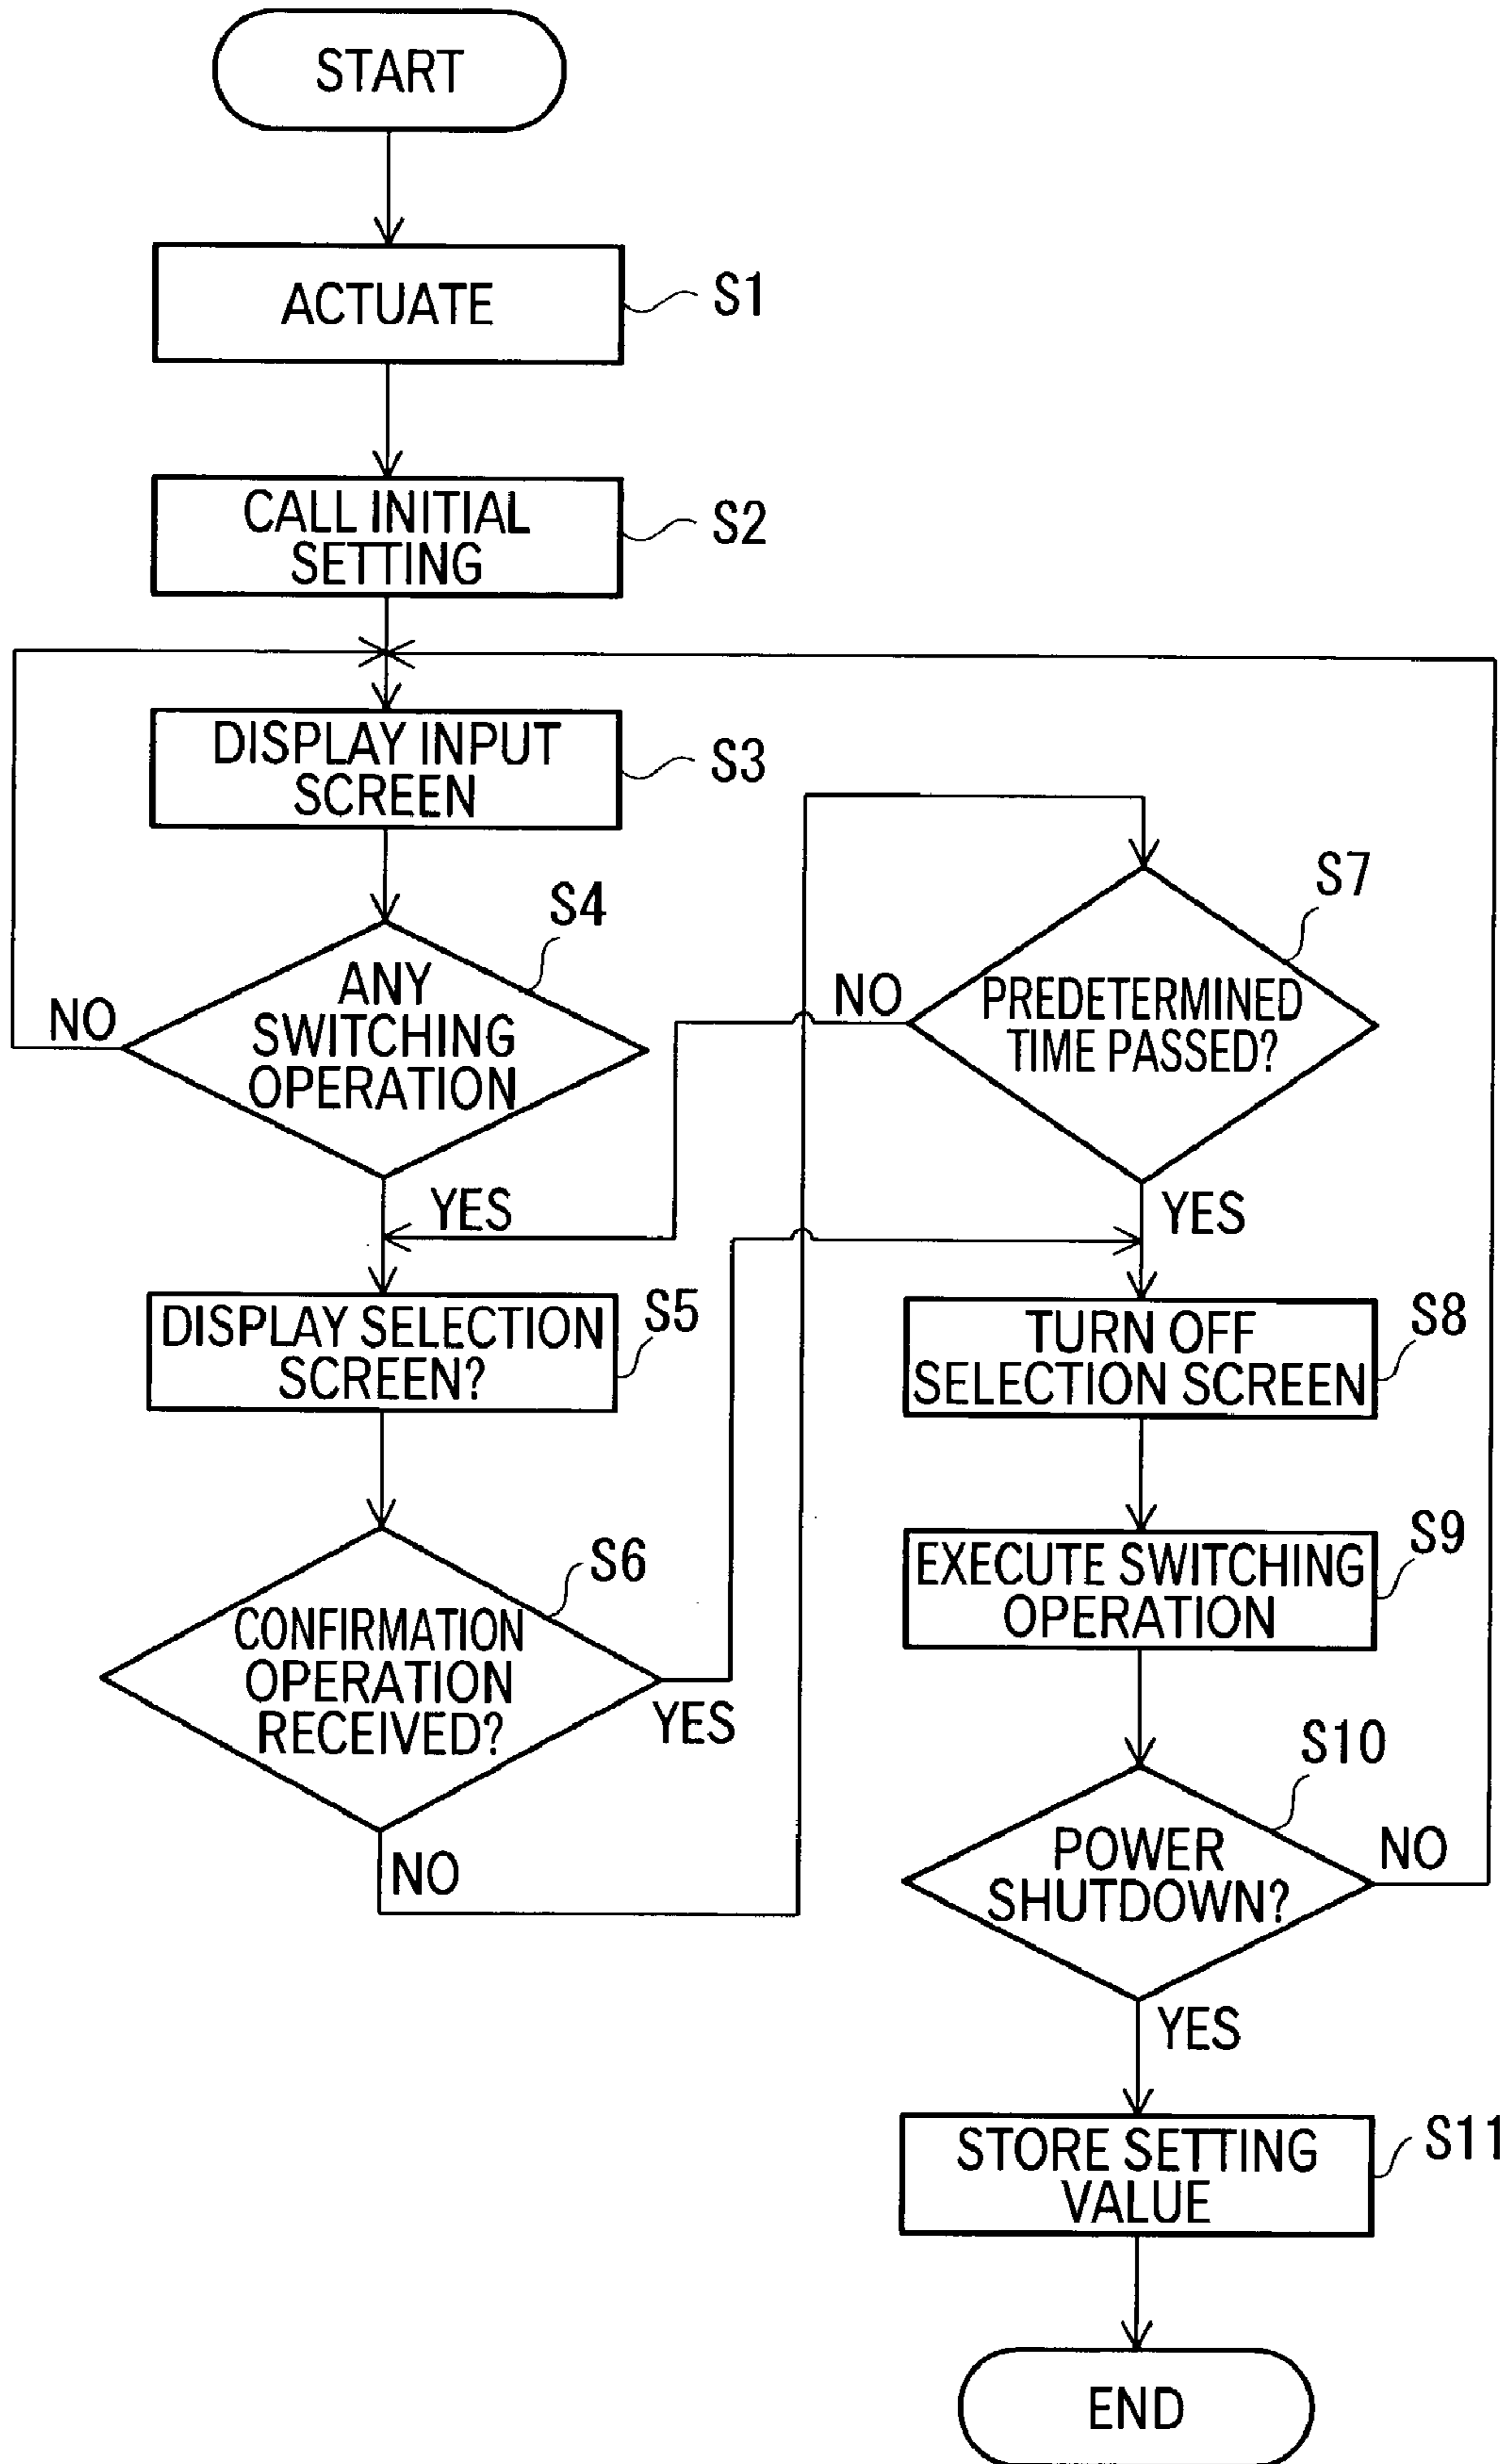 START
ACTUATE
S1
CALL INITIAL
SETTING
S2
DISPLAY INPUT
SCREEN
S3
ANY
SWITCHING
OPERATION
S4
NO
YES
DISPLAY SELECTION
SCREEN?
S5
CONFIRMATION
OPERATION
RECEIVED?
S6
YES
NO
PREDETERMINED
TIME PASSED?
S7
NO
YES
TURN OFF
SELECTION SCREEN
S8
EXECUTE SWITCHING
OPERATION
S9
POWER
SHUTDOWN?
S10
NO
YES
STORE SETTING
VALUE
S11
END